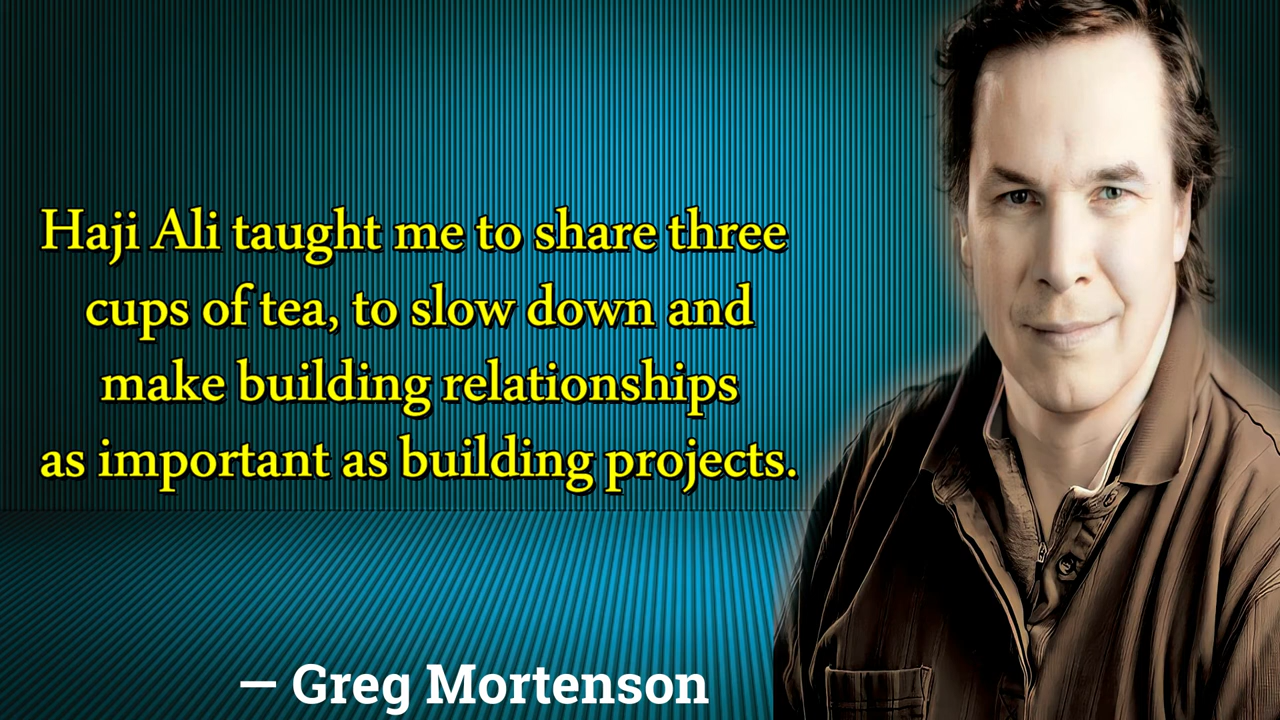 Haji Ali taught me to share three
cups of tea, to slow down and
make building relationships
as important as building projects.
— Greg Mortenson